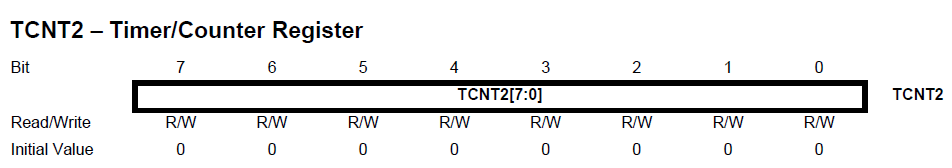 TCNT2 – Timer/Counter Register
Bit 7 6 5 4 3 2 1 0
TCNT2[7:0] TCNT2
Read/Write R/W R/W R/W R/W R/W R/W R/W R/W
Initial Value 0 0 0 0 0 0 0 0